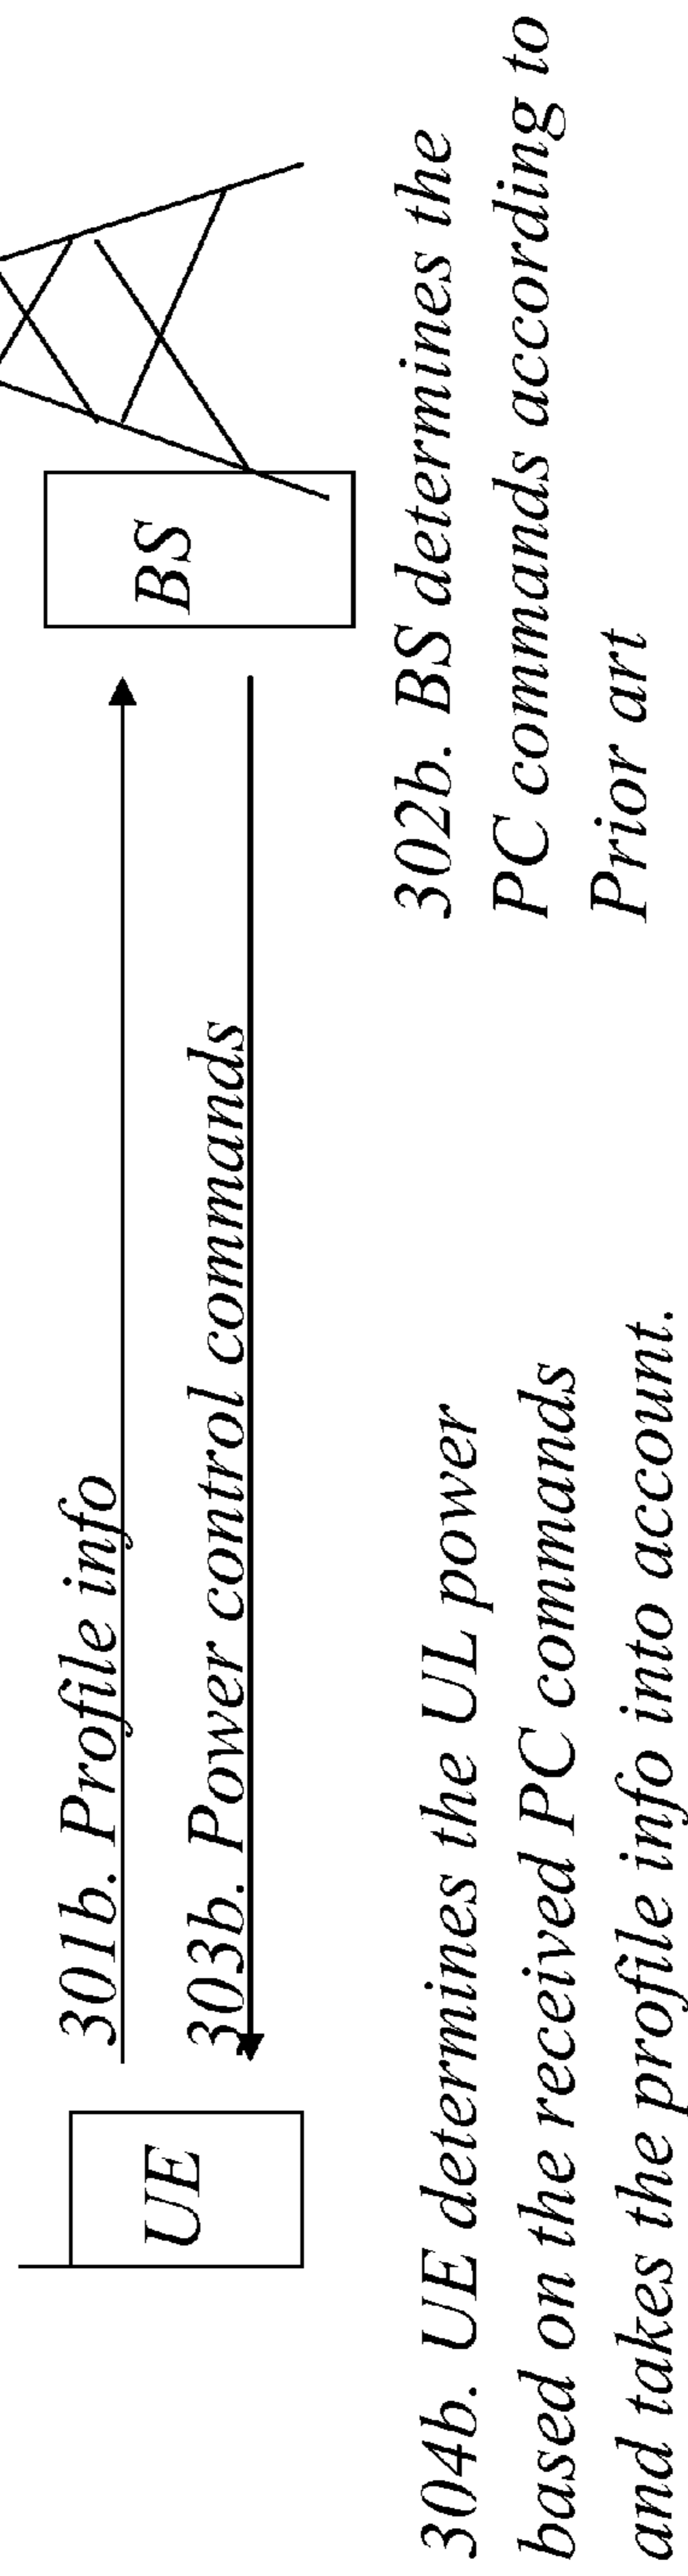 UE
BS
301b. Profile info
303b. Power control commands
302b. BS determines the
PC commands according to
Prior art
304b. UE determines the UL power
based on the received PC commands
and takes the profile info into account.